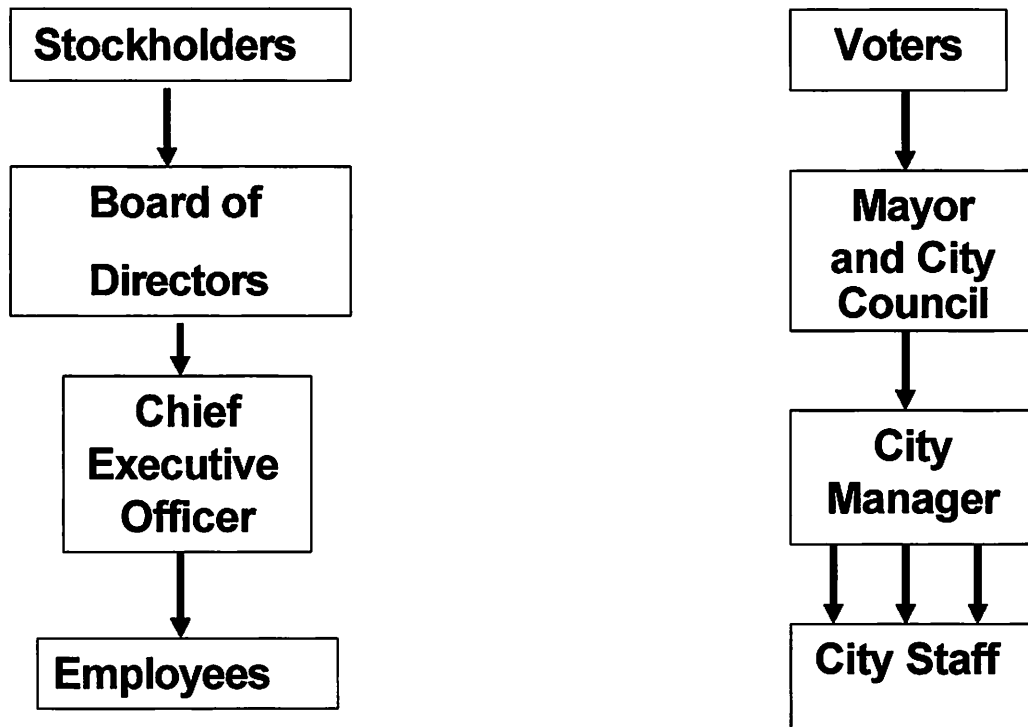 Stockholders
Board of
Directors
Chief
Executive
Officer
Employees
Voters
Mayor
and City
Council
City
Manager
City Staff